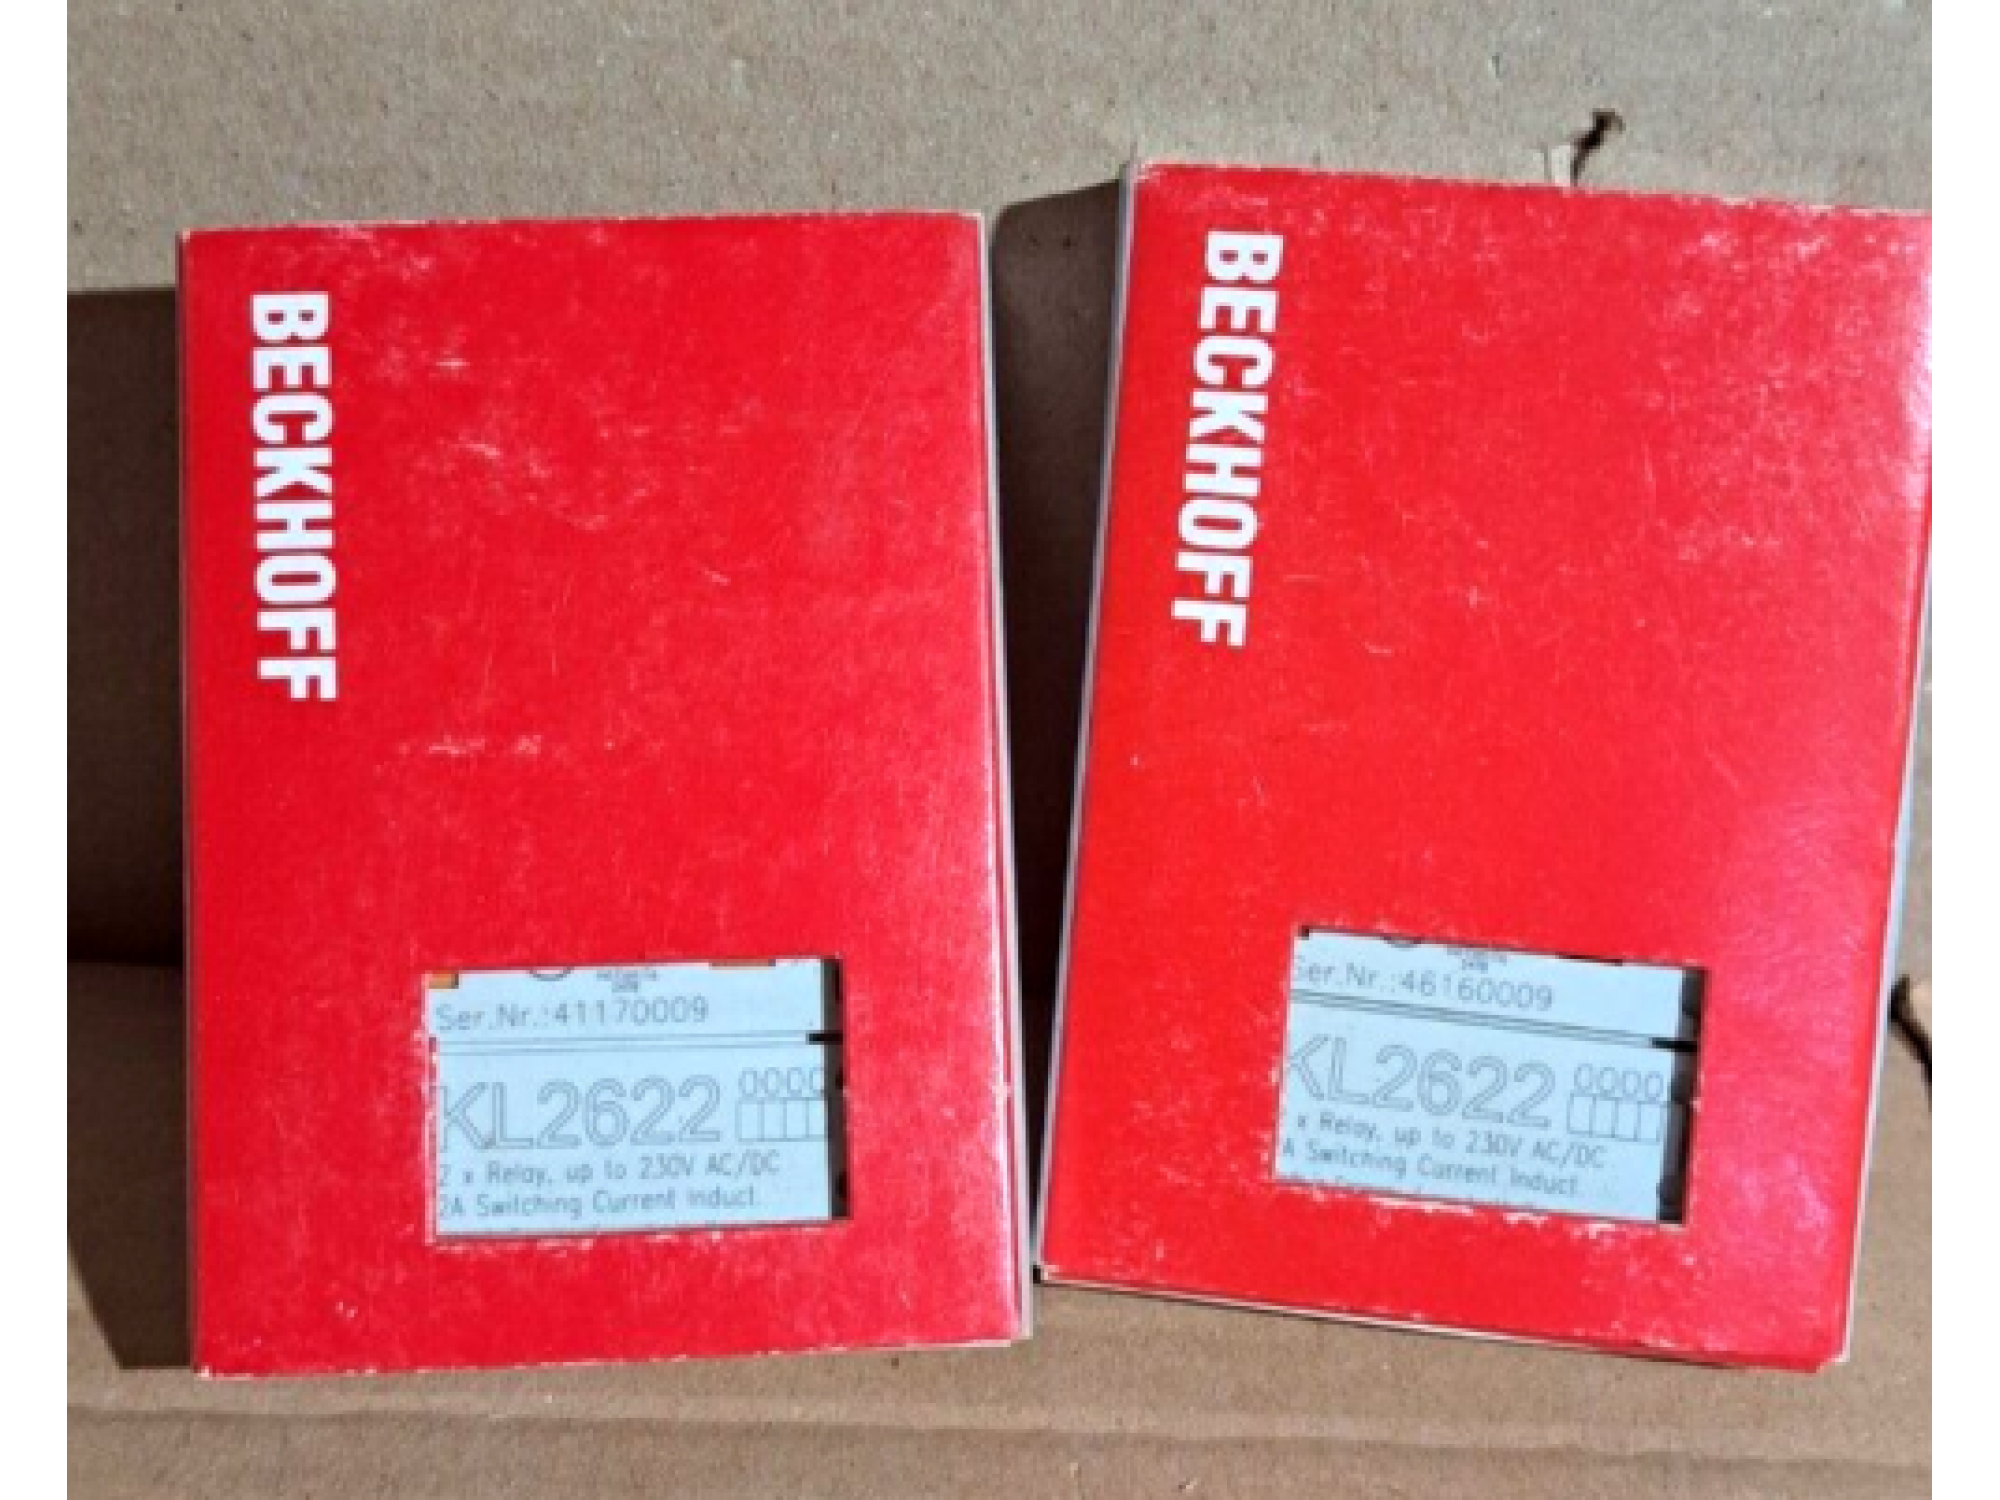 BECKHOFF
Ser.Nr.:41170009
KL2622 0000
2 x Relay, up to 230V AC/DC
2A Switching Current Induct.
BECKHOFF
Ser.Nr.:46160009
KL2622 0000
x Relay, up to 230V AC/DC
A Switching Current Induct.